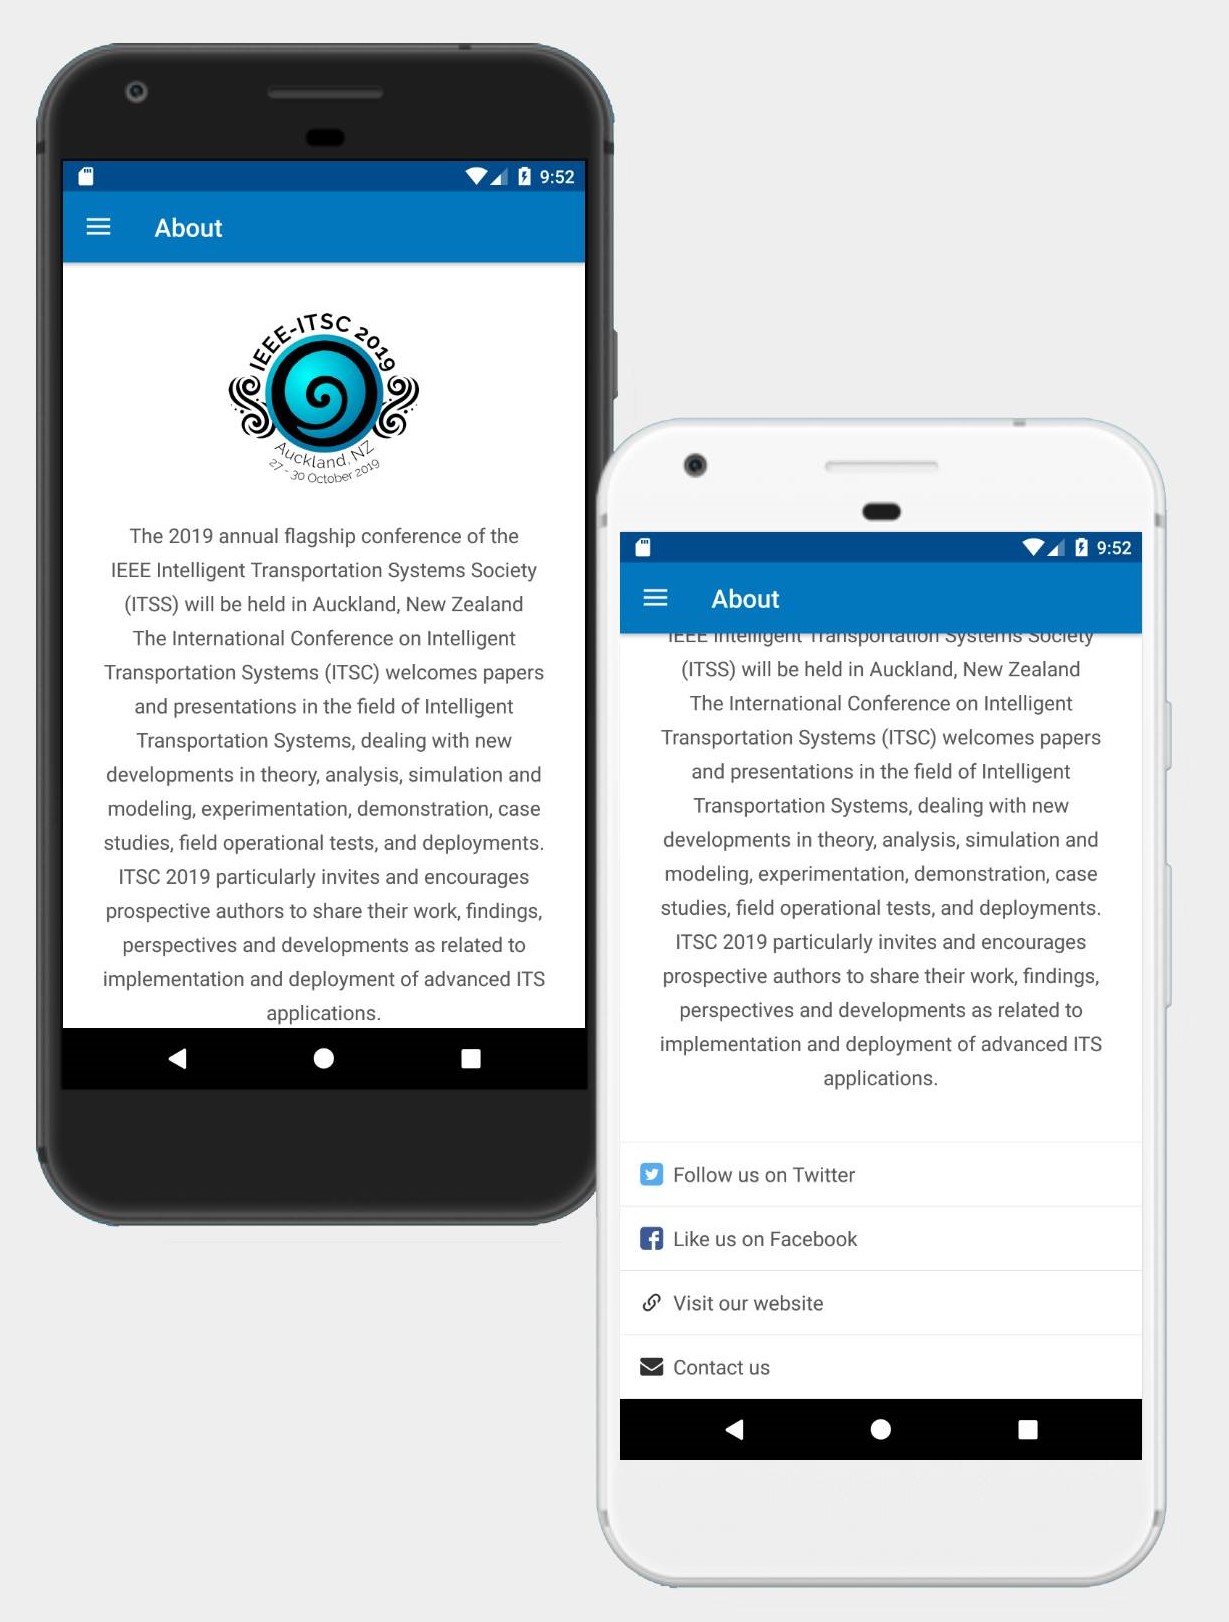 9:52
About
IEEE-ITSC 2019
Auckland, NZ
27 - 30 October 2019
The 2019 annual flagship conference of the
IEEE Intelligent Transportation Systems Society
(ITSS) will be held in Auckland, New Zealand
The International Conference on Intelligent
Transportation Systems (ITSC) welcomes papers
and presentations in the field of Intelligent
Transportation Systems, dealing with new
developments in theory, analysis, simulation and
modeling, experimentation, demonstration, case
studies, field operational tests, and deployments.
ITSC 2019 particularly invites and encourages
prospective authors to share their work, findings,
perspectives and developments as related to
implementation and deployment of advanced ITS
applications.
9:52
About
IEEE Intelligent Transportation Systems Society
(ITSS) will be held in Auckland, New Zealand
The International Conference on Intelligent
Transportation Systems (ITSC) welcomes papers
and presentations in the field of Intelligent
Transportation Systems, dealing with new
developments in theory, analysis, simulation and
modeling, experimentation, demonstration, case
studies, field operational tests, and deployments.
ITSC 2019 particularly invites and encourages
prospective authors to share their work, findings,
perspectives and developments as related to
implementation and deployment of advanced ITS
applications.
Follow us on Twitter
Like us on Facebook
Visit our website
Contact us